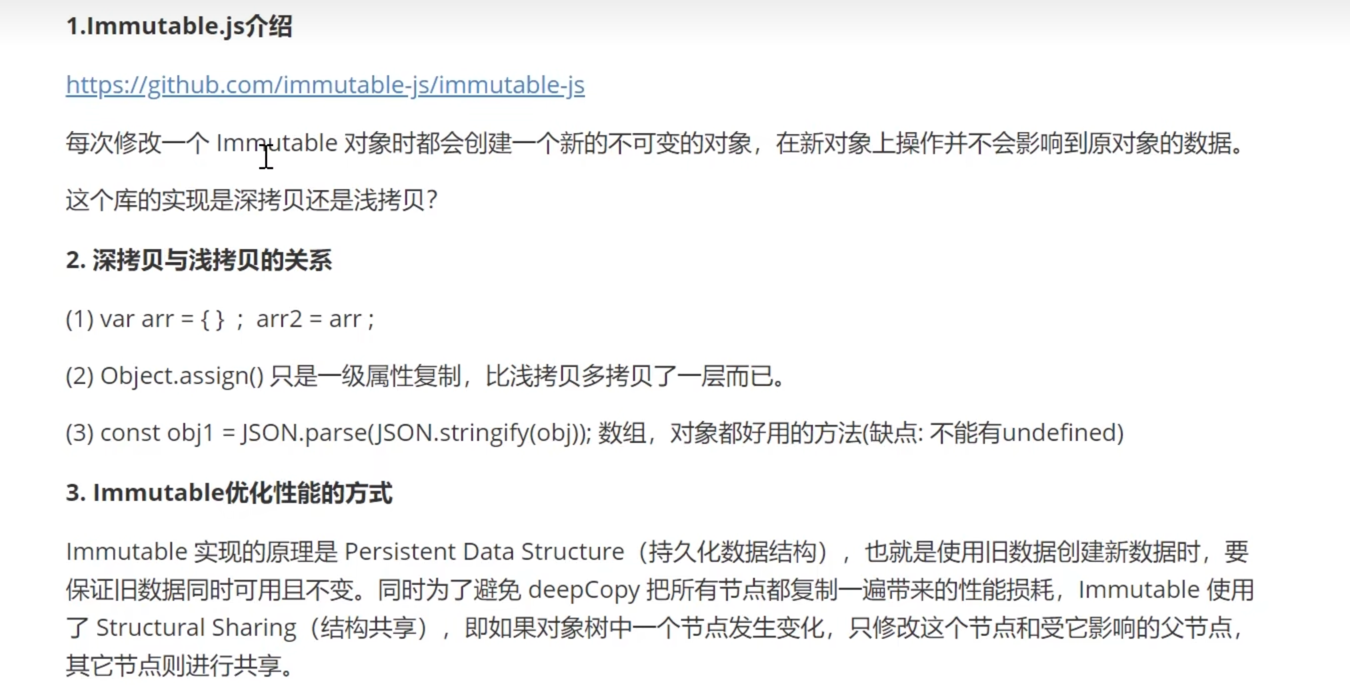 1.Immutable.js介绍
https://github.com/immutable-js/immutable-js
每次修改一个 Immutable 对象时都会创建一个新的不可变的对象，在新对象上操作并不会影响到原对象的数据。
这个库的实现是深拷贝还是浅拷贝？
2. 深拷贝与浅拷贝的关系
(1) var arr = { } ； arr2 = arr ;
(2) Object.assign() 只是一级属性复制，比浅拷贝多拷贝了一层而已。
(3) const obj1 = JSON.parse(JSON.stringify(obj)); 数组，对象都好用的方法(缺点: 不能有undefined)
3. Immutable优化性能的方式
Immutable 实现的原理是 Persistent Data Structure（持久化数据结构），也就是使用旧数据创建新数据时，要
保证旧数据同时可用且不变。同时为了避免 deepCopy 把所有节点都复制一遍带来的性能损耗，Immutable 使用
了 Structural Sharing（结构共享），即如果对象树中一个节点发生变化，只修改这个节点和受它影响的父节点，
其它节点则进行共享。